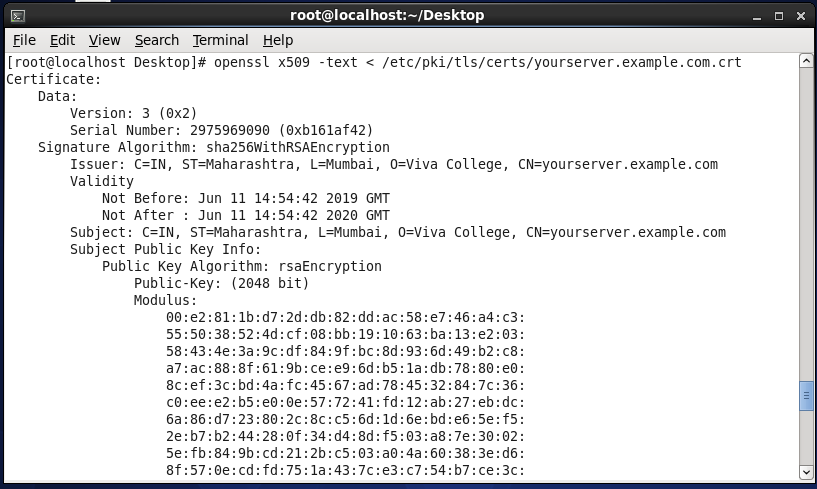 root@localhost:~/Desktop
File Edit View Search Terminal Help
[root@localhost Desktop]# openssl x509 -text < /etc/pki/tls/certs/yourserver.example.com.crt
Certificate:
    Data:
        Version: 3 (0x2)
        Serial Number: 2975969090 (0xb161af42)
    Signature Algorithm: sha256WithRSAEncryption
        Issuer: C=IN, ST=Maharashtra, L=Mumbai, O=Viva College, CN=yourserver.example.com
        Validity
            Not Before: Jun 11 14:54:42 2019 GMT
            Not After : Jun 11 14:54:42 2020 GMT
        Subject: C=IN, ST=Maharashtra, L=Mumbai, O=Viva College, CN=yourserver.example.com
        Subject Public Key Info:
            Public Key Algorithm: rsaEncryption
                Public-Key: (2048 bit)
                Modulus:
                    00:e2:81:1b:d7:2d:db:82:dd:ac:58:e7:46:a4:c3:
                    55:50:38:52:4d:cf:08:bb:19:10:63:ba:13:e2:03:
                    58:43:4e:3a:9c:df:84:9f:bc:8d:93:6d:49:b2:c8:
                    a7:ac:88:8f:61:9b:ce:e9:6d:b5:1a:db:78:80:e0:
                    8c:ef:3c:bd:4a:fc:45:67:ad:78:45:32:84:7c:36:
                    c0:ee:e2:b5:e0:0e:57:72:41:fd:12:ab:27:eb:dc:
                    6a:86:d7:23:80:2c:8c:c5:6d:1d:6e:bd:e6:5e:f5:
                    2e:b7:b2:44:28:0f:34:d4:8d:f5:03:a8:7e:30:02:
                    5e:fb:84:9b:cd:21:2b:c5:03:a0:4a:60:38:3e:d6:
                    8f:57:0e:cd:fd:75:1a:43:7c:e3:c7:54:b7:ce:3c: